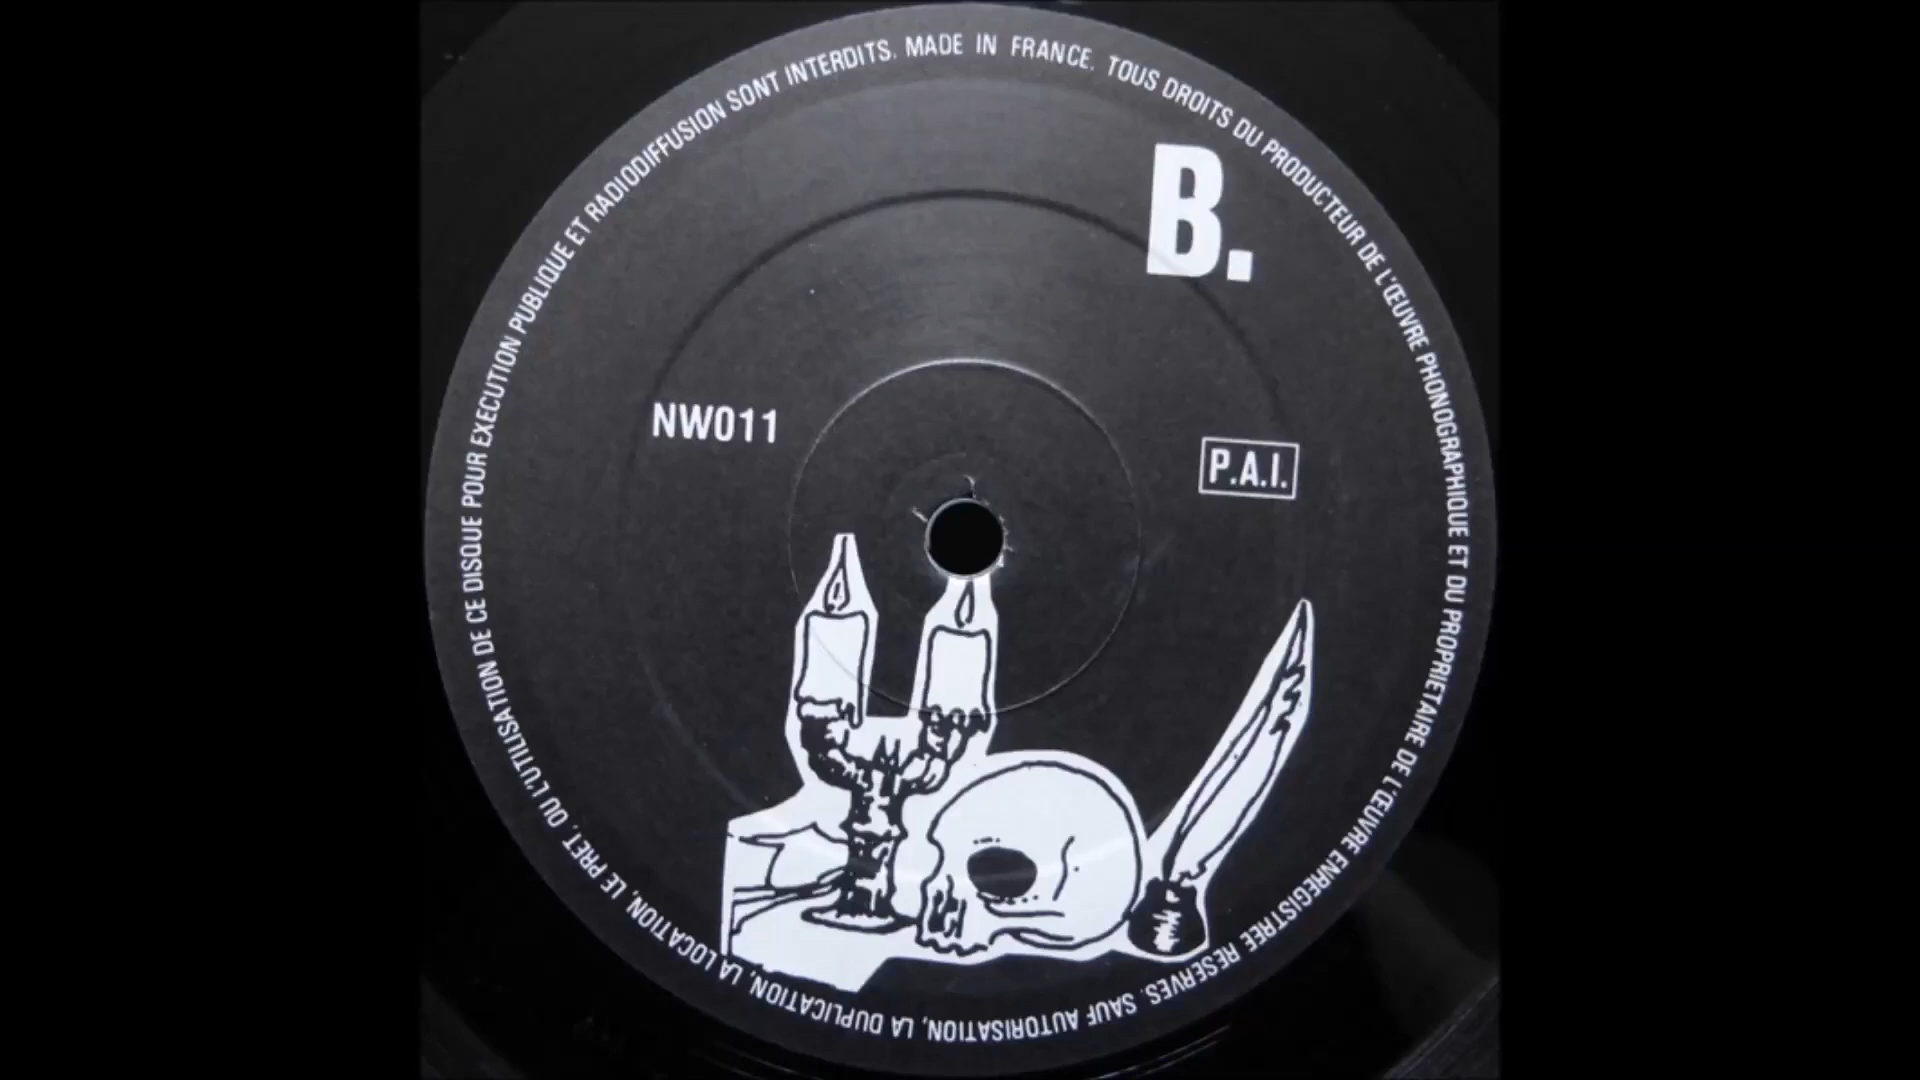 MADE IN FRANCE. TOUS DROITS DU PRODUCTEUR DE L'ŒUVRE PHONOGRAPHIQUE ET DU PROPRIETAIRE DE L'ŒUVRE ENREGISTREE RESERVES. SAUF AUTORISATION, LA DUPLICATION, LA LOCATION, LE PRET, OU L'UTILISATION DE CE DISQUE POUR EXECUTION PUBLIQUE ET RADIODIFFUSION SONT INTERDITS.
B.
NW011
P.A.I.